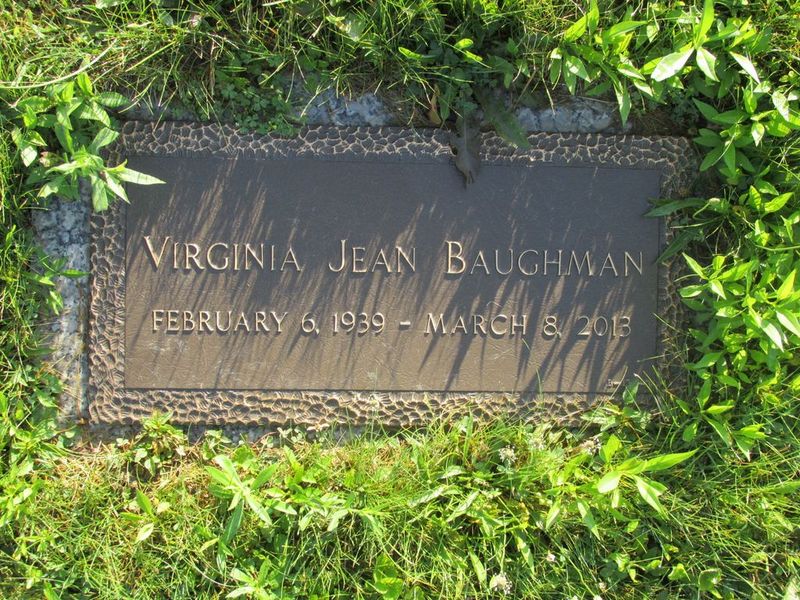 Virginia Jean Baughman
February 6, 1939 - March 8, 2013